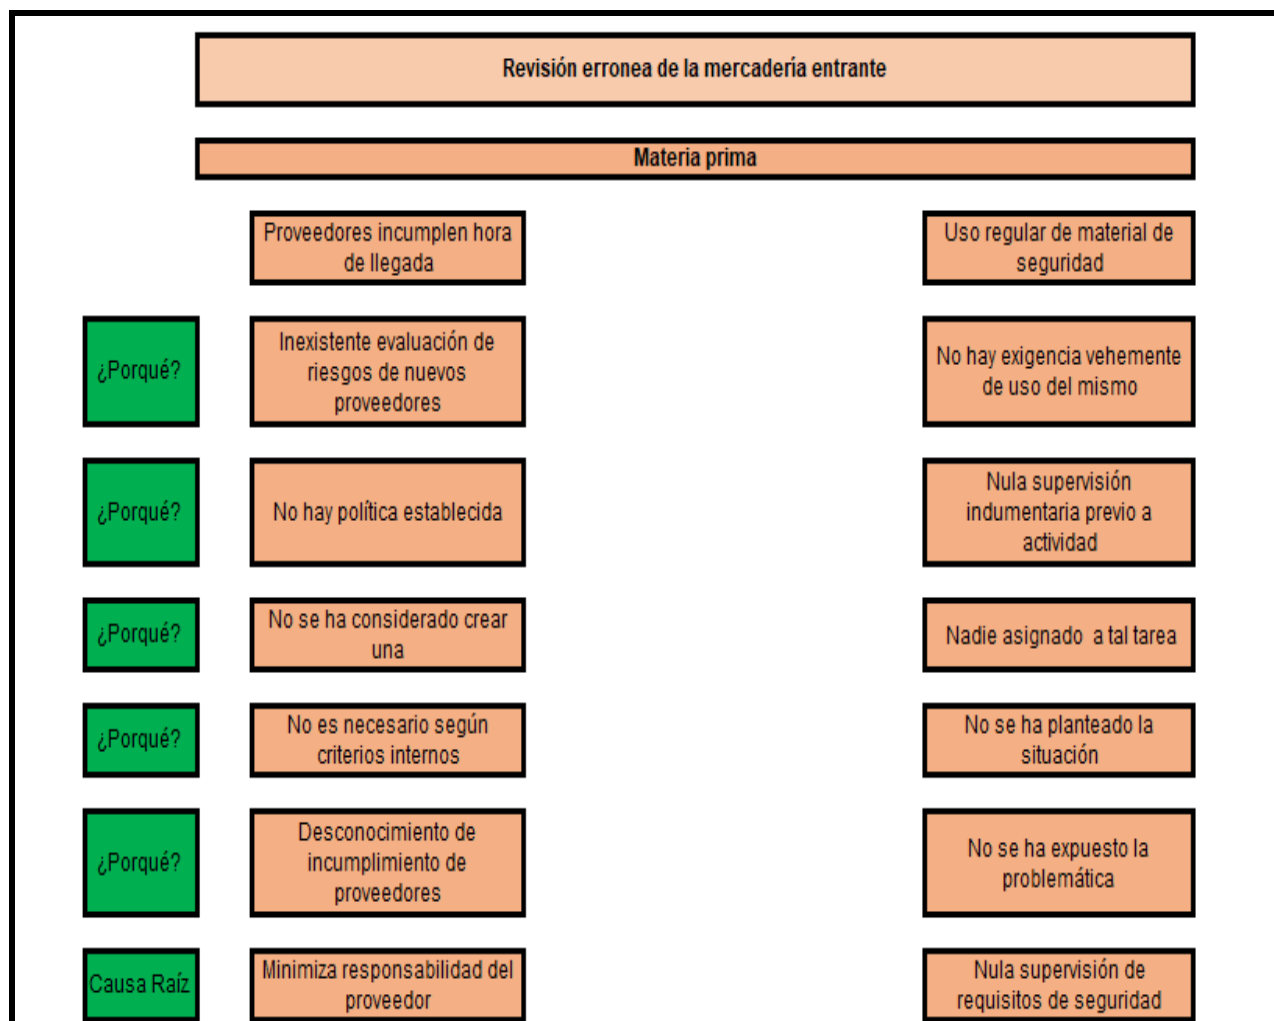 Revisión erronea de la mercadería entrante
Materia prima
Proveedores incumplen hora
de llegada
Uso regular de material de
seguridad
¿Porqué?
Inexistente evaluación de
riesgos de nuevos
proveedores
No hay exigencia vehemente
de uso del mismo
¿Porqué?
No hay política establecida
Nula supervisión
indumentaria previo a
actividad
¿Porqué?
No se ha considerado crear
una
Nadie asignado a tal tarea
¿Porqué?
No es necesario según
criterios internos
No se ha planteado la
situación
¿Porqué?
Desconocimiento de
incumplimiento de
proveedores
No se ha expuesto la
problemática
Causa Raíz
Minimiza responsabilidad del
proveedor
Nula supervisión de
requisitos de seguridad